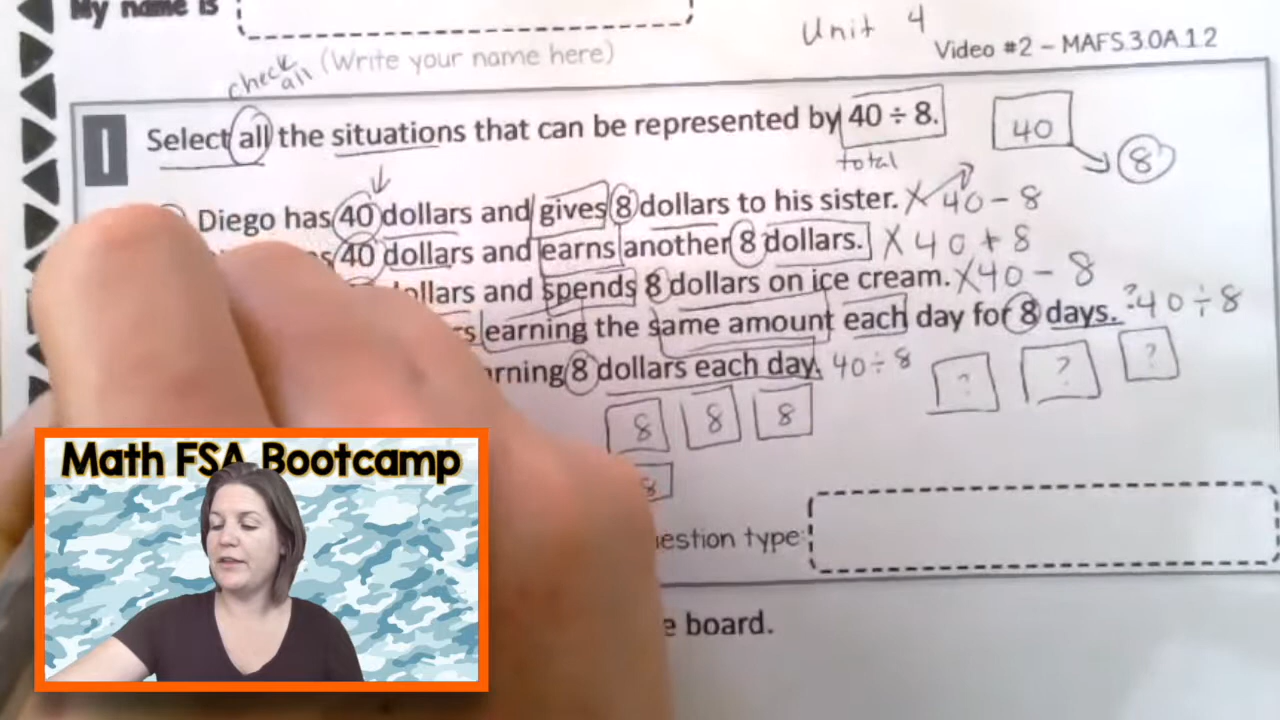 My name is
Unit 4
check all
(Write your name here)
Video #2 – MAFS.3.OA.1.2
1 Select all the situations that can be represented by 40 ÷ 8.
40
8
total
Diego has 40 dollars and gives 8 dollars to his sister. X 40 - 8
40 dollars and earns another 8 dollars. X 40 + 8
dollars and spends 8 dollars on ice cream. X 40 - 8
earning the same amount each day for 8 days. ? 40 ÷ 8
8 dollars each day. 40 ÷ 8
? ? ?
8 8 8
8
Math FSA Bootcamp
question type:
board.